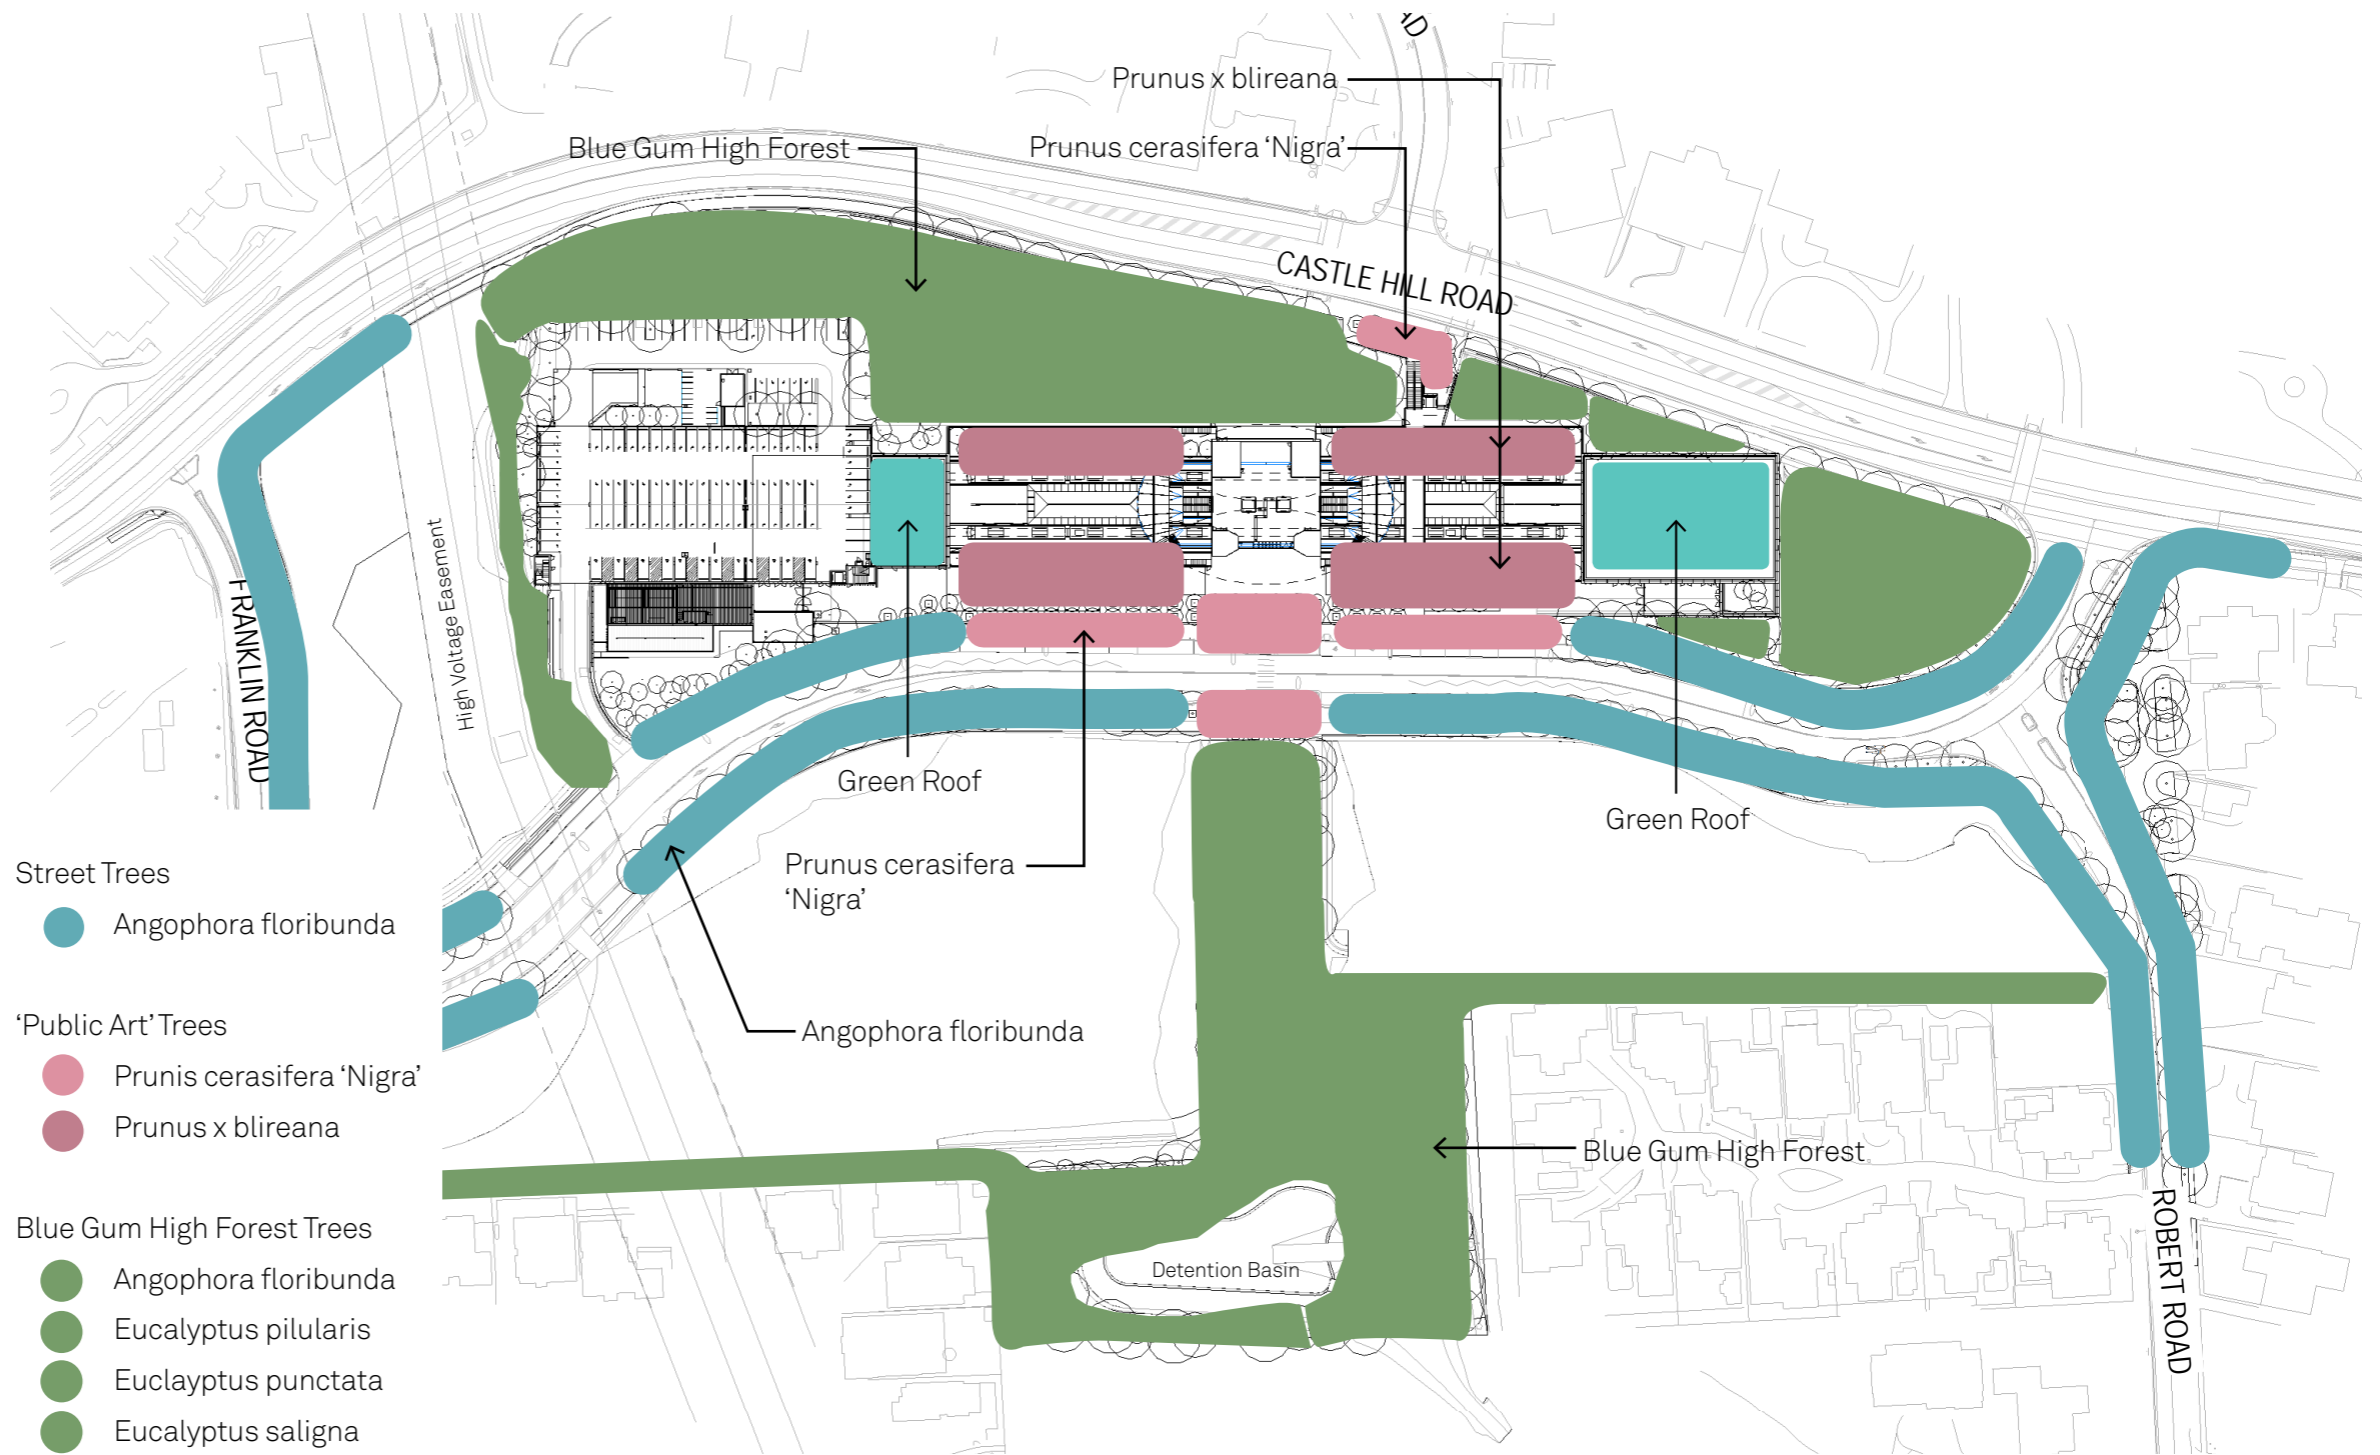 AD
Prunus x blireana
Blue Gum High Forest
Prunus cerasifera ‘Nigra’
CASTLE HILL ROAD
High Voltage Easement
FRANKLIN ROAD
Green Roof
Green Roof
Prunus cerasifera
‘Nigra’
Angophora floribunda
Blue Gum High Forest
Detention Basin
ROBERT ROAD
Street Trees
Angophora floribunda
‘Public Art’ Trees
Prunis cerasifera ‘Nigra’
Prunus x blireana
Blue Gum High Forest Trees
Angophora floribunda
Eucalyptus pilularis
Euclayptus punctata
Eucalyptus saligna